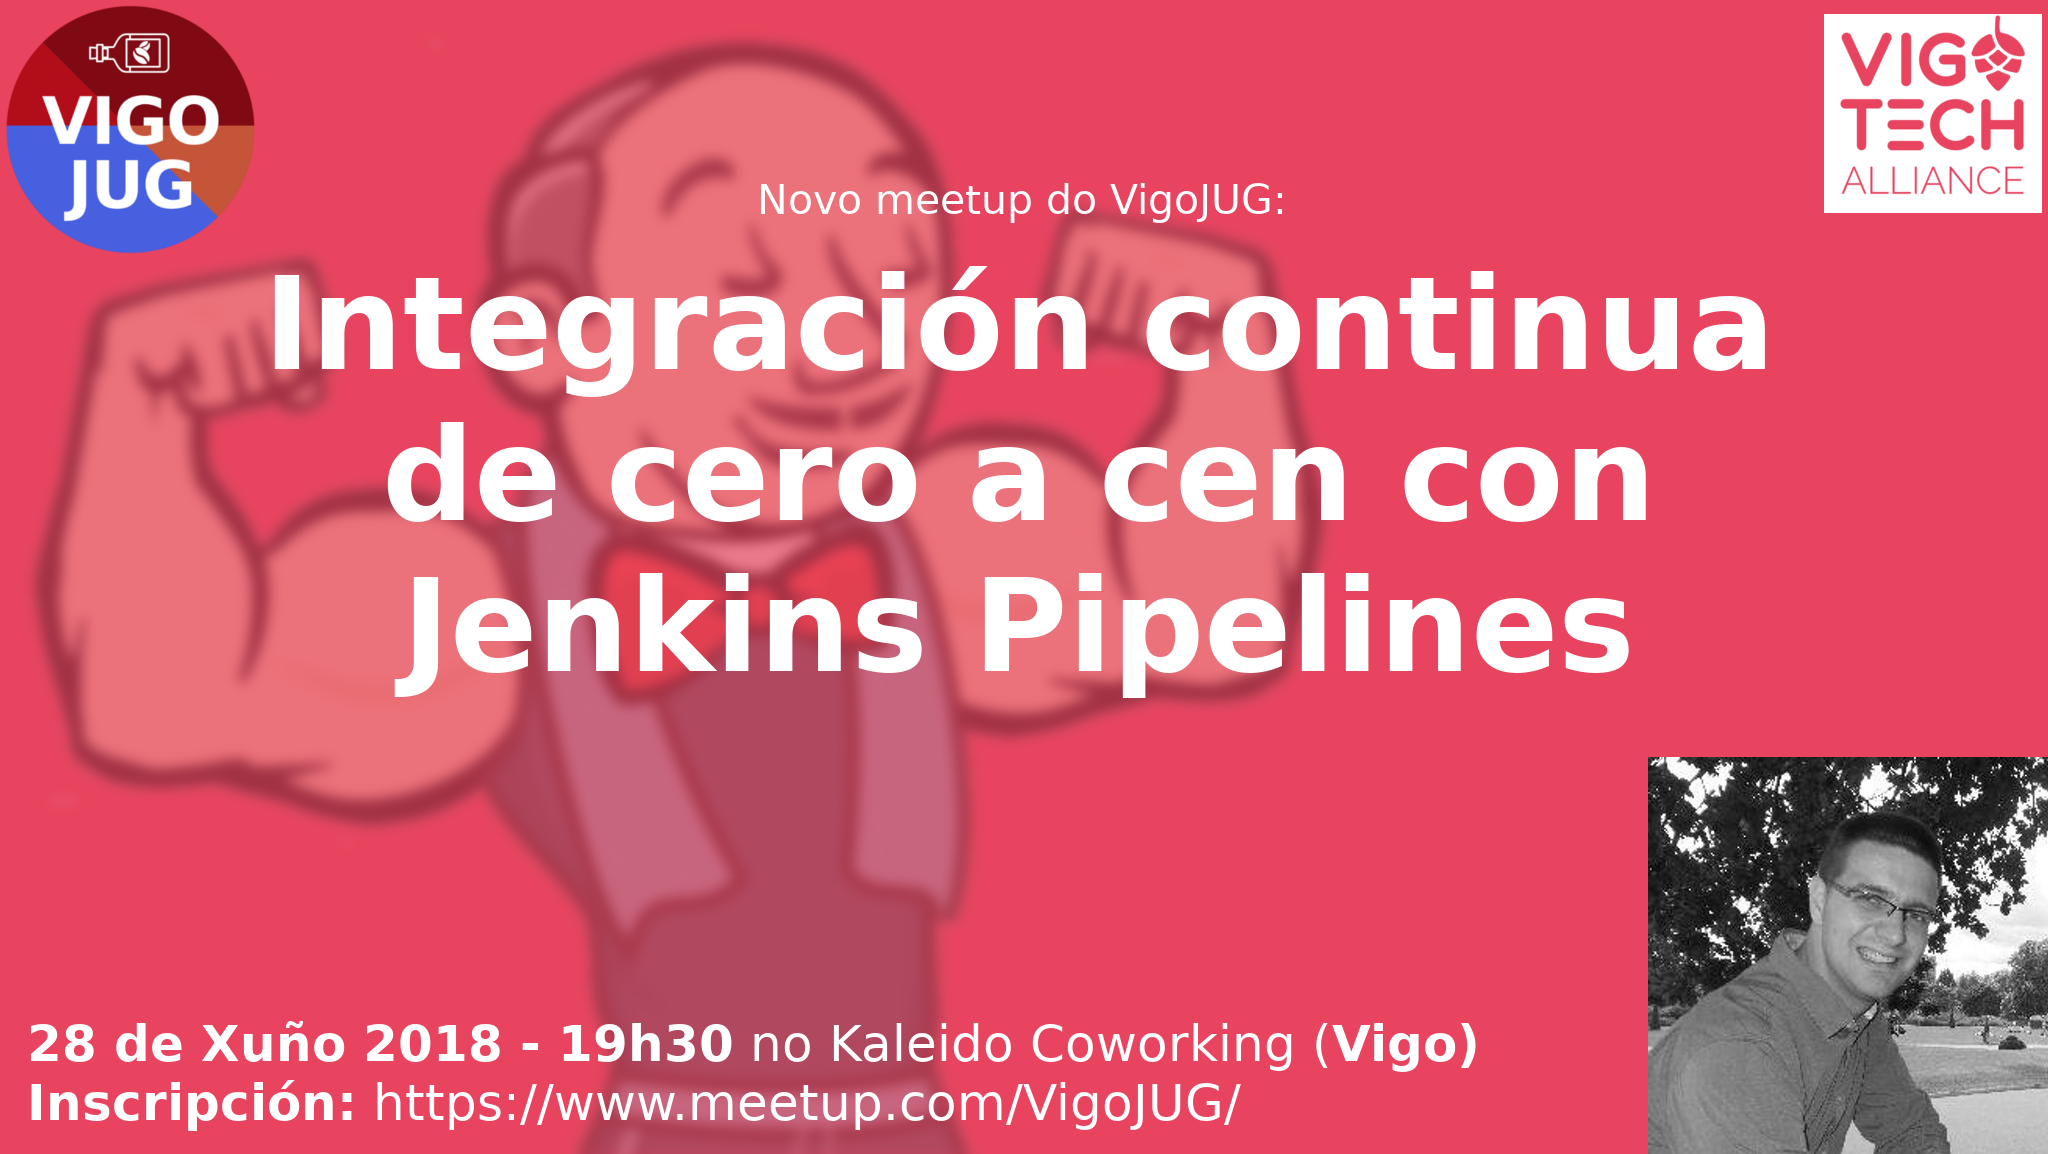 VIGO
JUG
VIGO
TECH
ALLIANCE
Novo meetup do VigoJUG:
Integración continua
de cero a cen con
Jenkins Pipelines
28 de Xuño 2018 - 19h30 no Kaleido Coworking (Vigo)
Inscripción: https://www.meetup.com/VigoJUG/